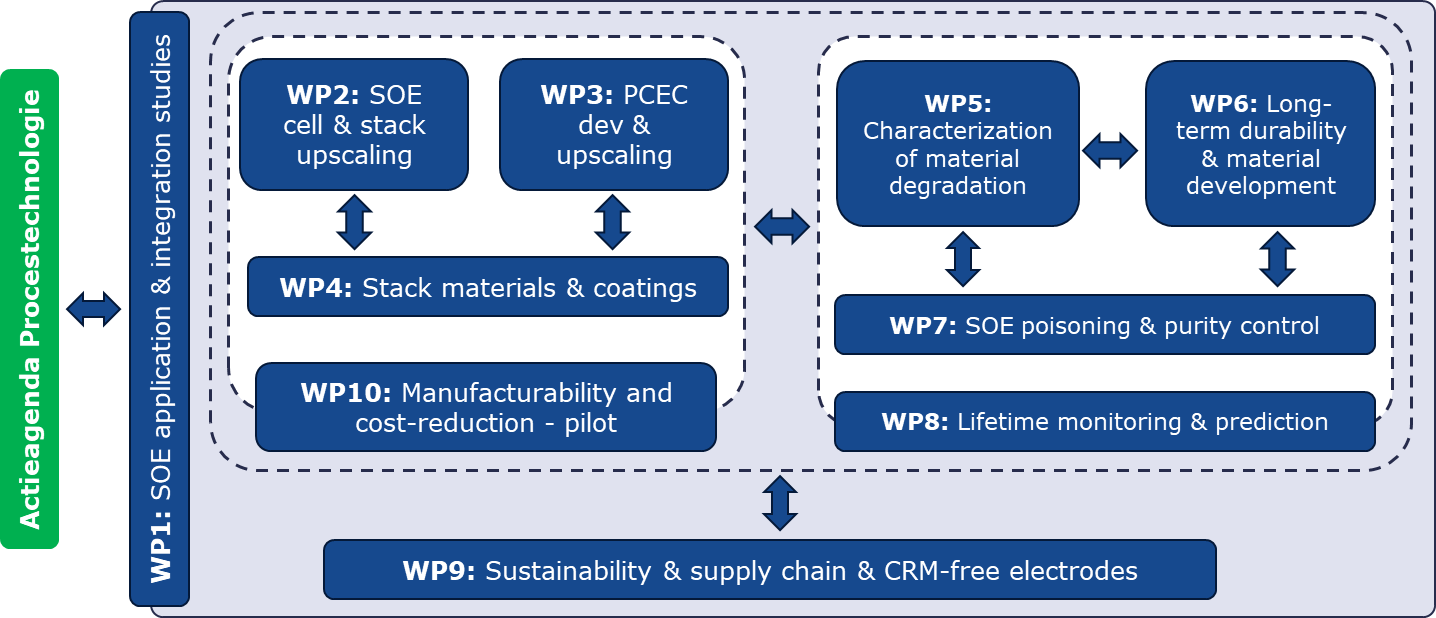 Actieagenda Procestechnologie
WP1: SOE application & integration studies
WP2: SOE
cell & stack
upscaling
WP3: PCEC
dev &
upscaling
WP4: Stack materials & coatings
WP10: Manufacturability and
cost-reduction - pilot
WP5:
Characterization
of material
degradation
WP6: Long-
term durability
& material
development
WP7: SOE poisoning & purity control
WP8: Lifetime monitoring & prediction
WP9: Sustainability & supply chain & CRM-free electrodes